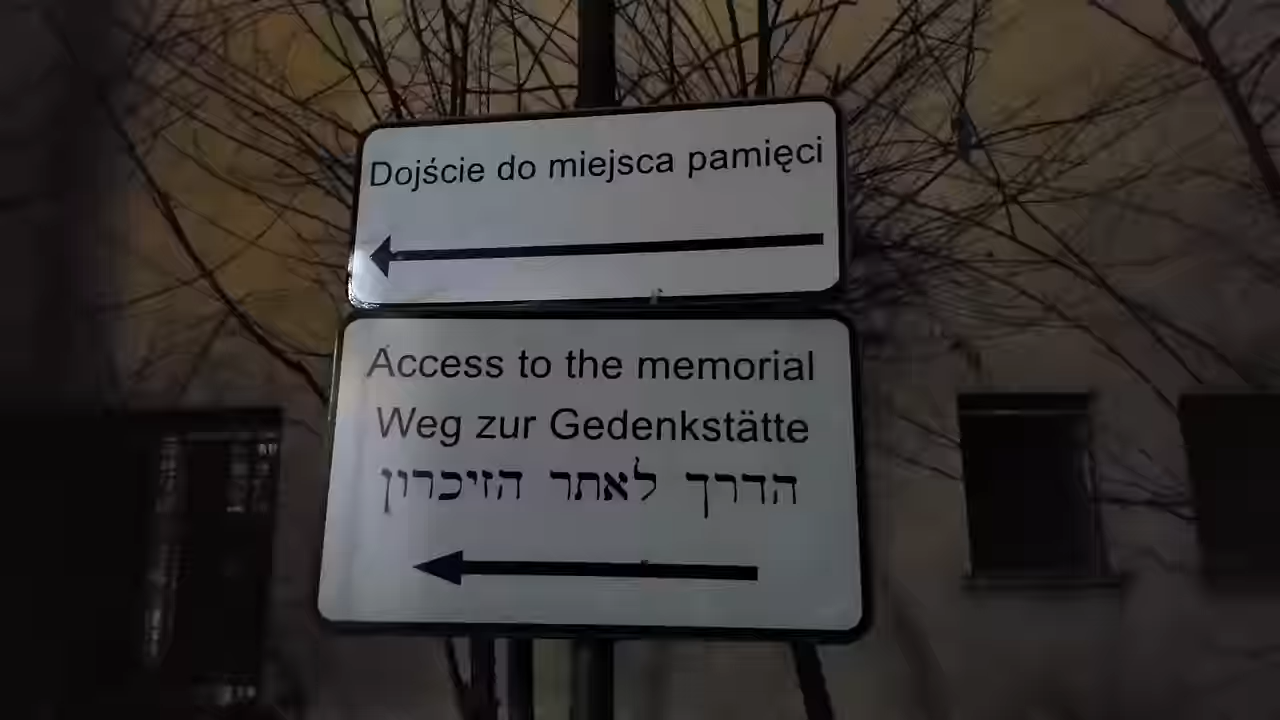 Dojście do miejsca pamięci
Access to the memorial
Weg zur Gedenkstätte
הדרך לאתר הזיכרון